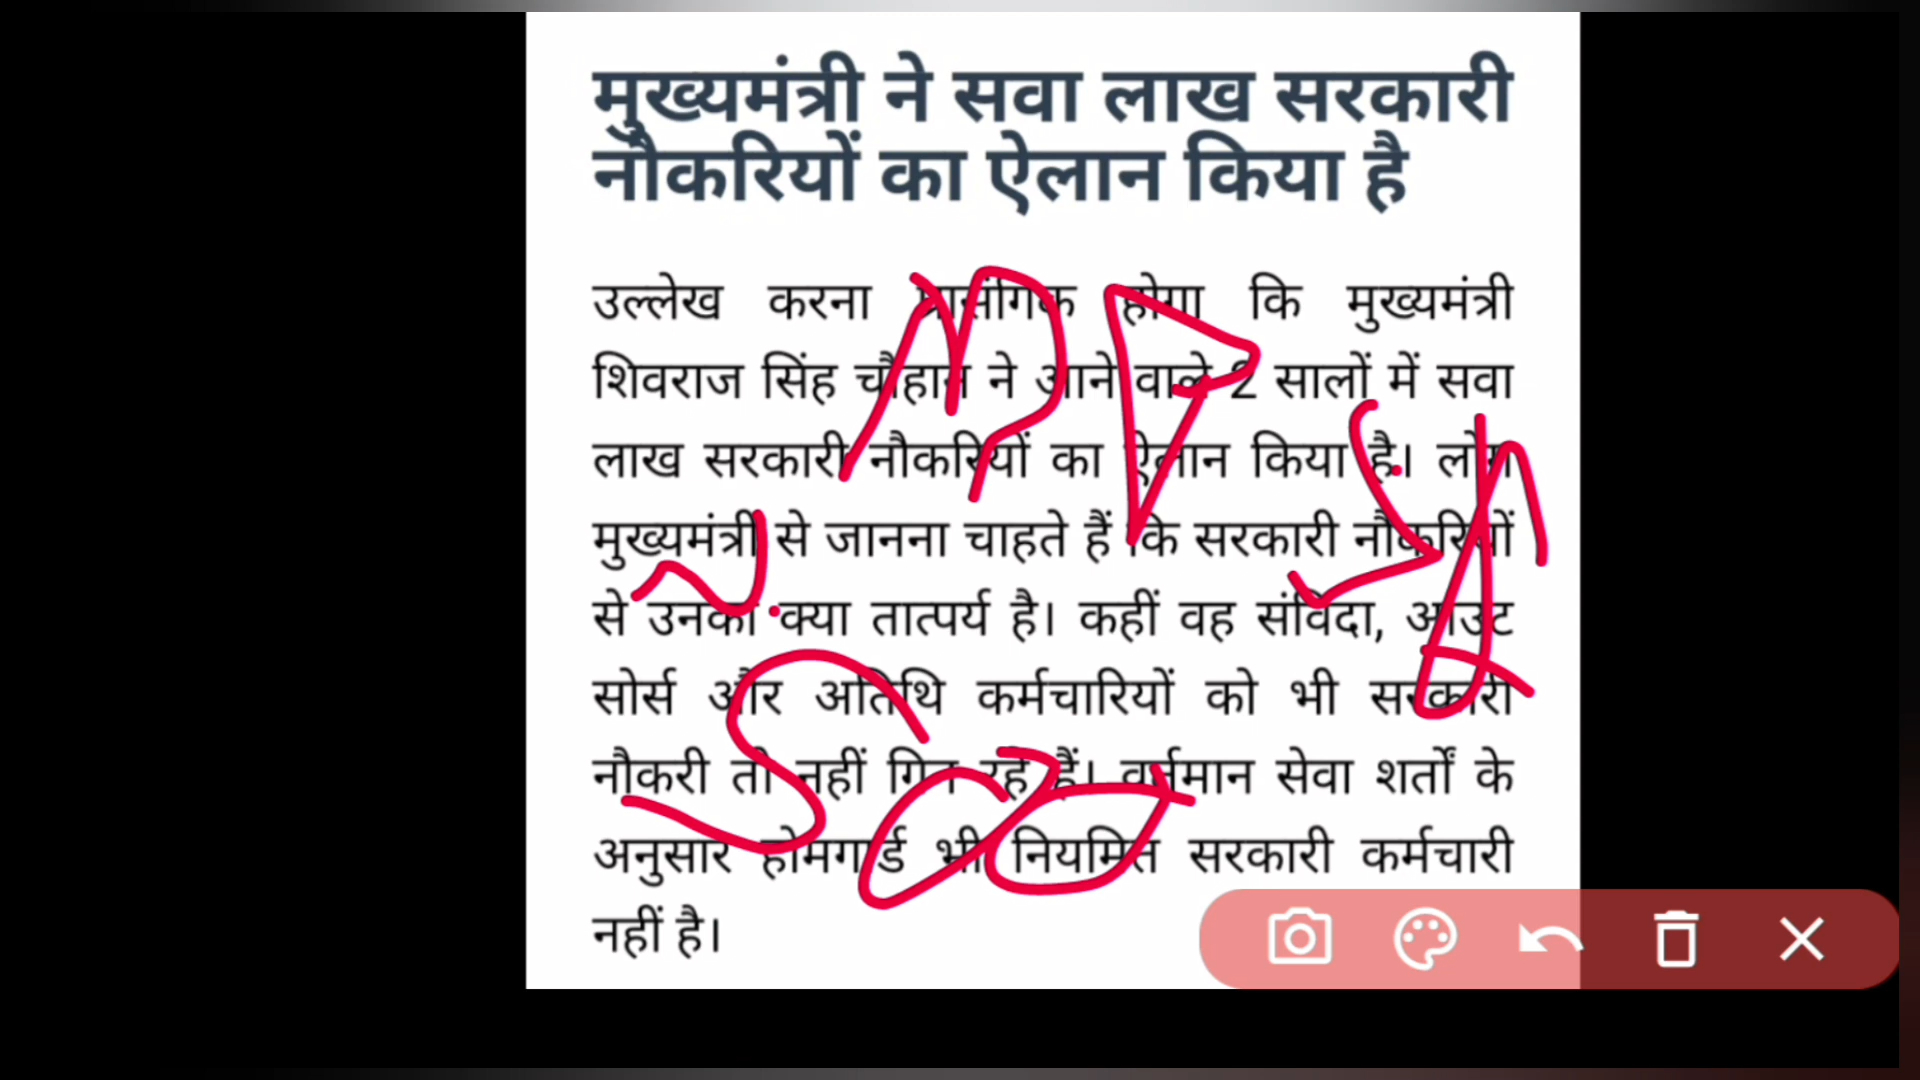 मुख्यमंत्री ने सवा लाख सरकारी
नौकरियों का ऐलान किया है
उल्लेख करना प्रासंगिक होगा कि मुख्यमंत्री
शिवराज सिंह चौहान ने आने वाले 2 सालों में सवा
लाख सरकारी नौकरियों का ऐलान किया है। लोग
मुख्यमंत्री से जानना चाहते हैं कि सरकारी नौकरियों
से उनका क्या तात्पर्य है। कहीं वह संविदा, आउट
सोर्स और अतिथि कर्मचारियों को भी सरकारी
नौकरी तो नहीं गिन रहे हैं। वर्तमान सेवा शर्तों के
अनुसार होमगार्ड भी नियमित सरकारी कर्मचारी
नहीं है।